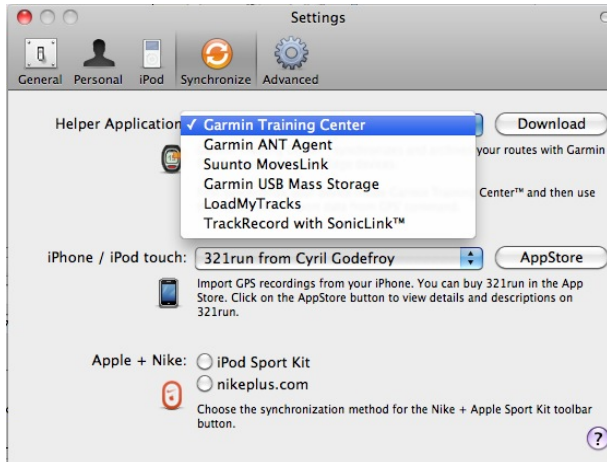 Settings
General Personal iPod Synchronize Advanced
Helper Application
✓ Garmin Training Center
Download
Garmin ANT Agent
your routes with Garmin
Suunto MovesLink
Garmin USB Mass Storage
Center™ and then use
LoadMyTracks
TrackRecord with SonicLink™
iPhone / iPod touch: 321run from Cyril Godefroy AppStore
Import GPS recordings from your iPhone. You can buy 321run in the App
Store. Click on the AppStore button to view details and descriptions on
321run.
Apple + Nike: iPod Sport Kit
nikeplus.com
Choose the synchronization method for the Nike + Apple Sport Kit toolbar
button.
?